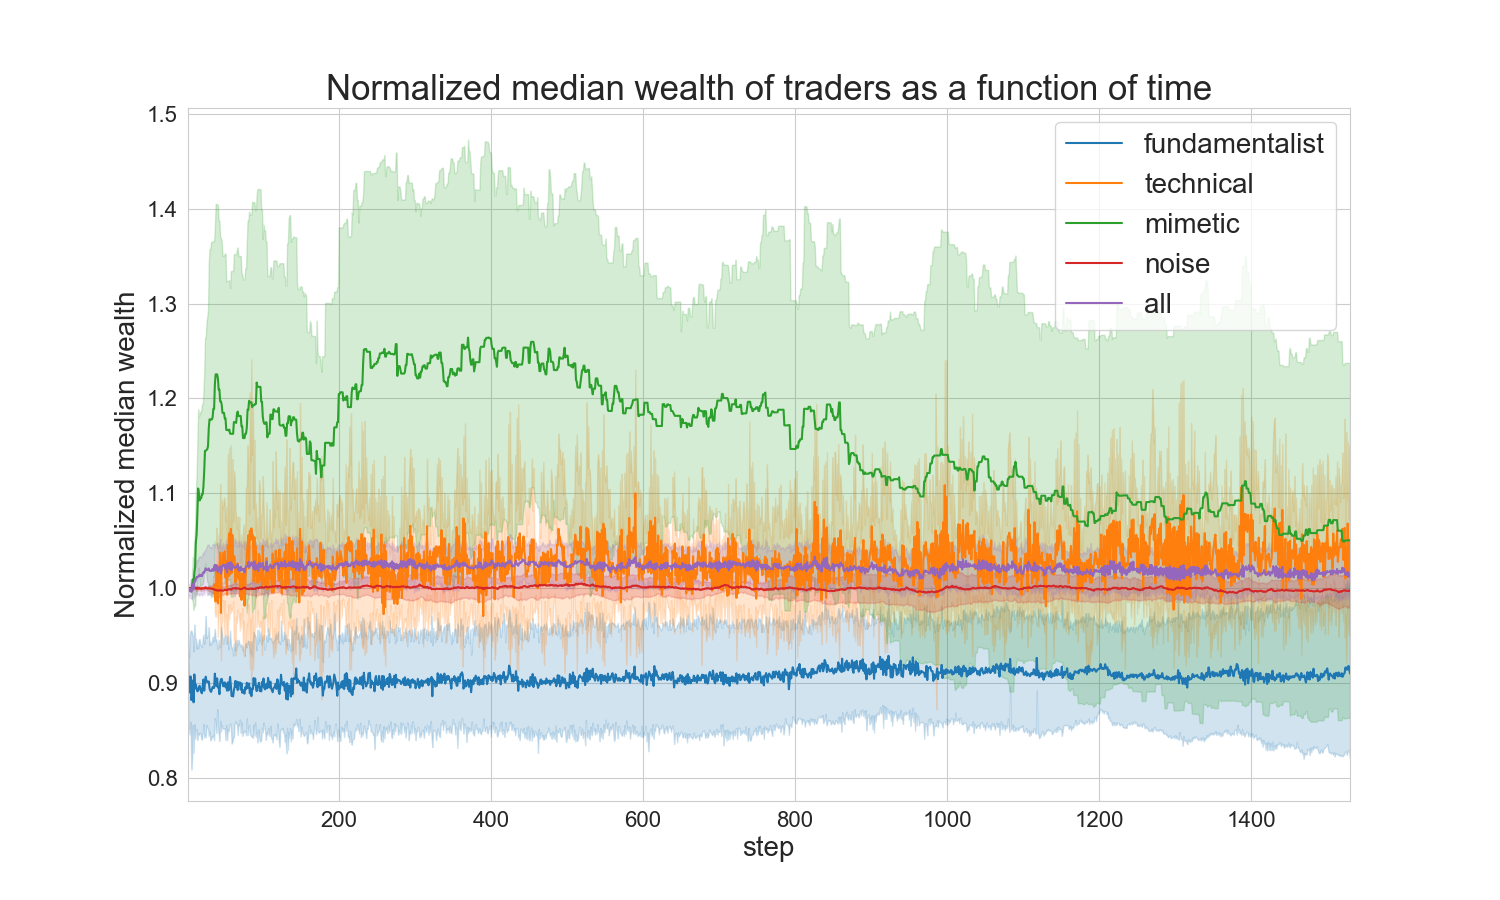 Normalized median wealth of traders as a function of time
Normalized median wealth
1.5
1.4
1.3
1.2
1.1
1.0
0.9
0.8
fundamentalist
technical
mimetic
noise
all
200 400 600 800 1000 1200 1400
step